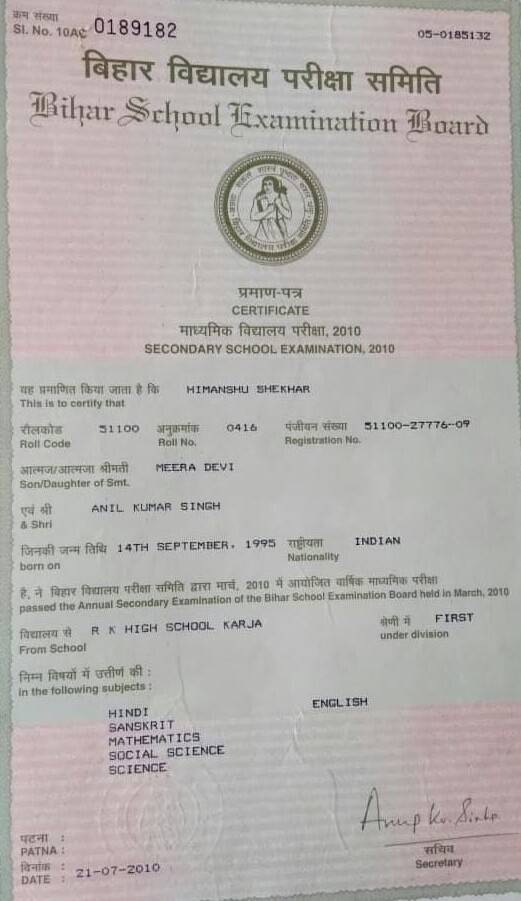 क्रम संख्या
Sl. No. 10AC 0189182
05-0185132
बिहार विद्यालय परीक्षा समिति
Bihar School Examination Board
प्रमाण-पत्र
CERTIFICATE
माध्यमिक विद्यालय परीक्षा, 2010
SECONDARY SCHOOL EXAMINATION, 2010
यह प्रमाणित किया जाता है कि HIMANSHU SHEKHAR
This is to certify that
रौलकोड 51100 अनुक्रमांक 0416 पंजीयन संख्या 51100-27776-09
Roll Code Roll No. Registration No.
आत्मज/आत्मजा श्रीमती MEERA DEVI
Son/Daughter of Smt.
एवं श्री ANIL KUMAR SINGH
& Shri
जिनकी जन्म तिथि 14TH SEPTEMBER, 1995 राष्ट्रीयता INDIAN
born on Nationality
है, ने बिहार विद्यालय परीक्षा समिति द्वारा मार्च, 2010 में आयोजित वार्षिक माध्यमिक परीक्षा
passed the Annual Secondary Examination of the Bihar School Examination Board held in March, 2010
विद्यालय से R K HIGH SCHOOL KARJA श्रेणी में FIRST
From School under division
निम्न विषयों में उत्तीर्ण की :
in the following subjects :
HINDI ENGLISH
SANSKRIT
MATHEMATICS
SOCIAL SCIENCE
SCIENCE
Anup Kr. Sinha
पटना :
PATNA :
सचिव
Secretary
दिनांक :
DATE : 21-07-2010